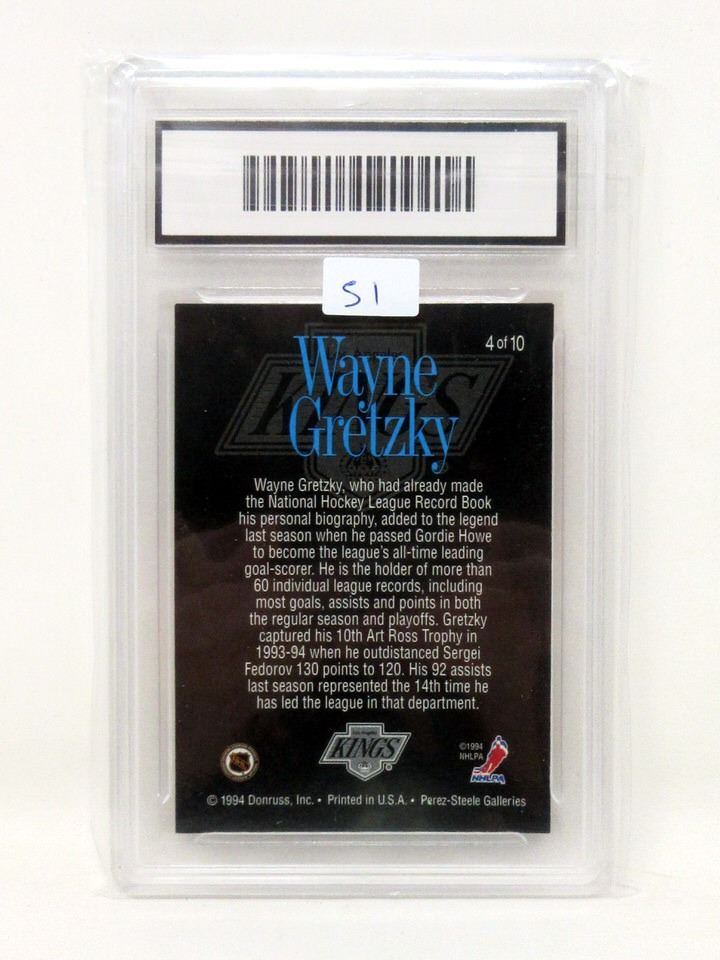 51
4 of 10
Wayne
Gretzky
Wayne Gretzky, who had already made
the National Hockey League Record Book
his personal biography, added to the legend
last season when he passed Gordie Howe
to become the league's all-time leading
goal-scorer. He is the holder of more than
60 individual league records, including
most goals, assists and points in both
the regular season and playoffs. Gretzky
captured his 10th Art Ross Trophy in
1993-94 when he outdistanced Sergei
Fedorov 130 points to 120. His 92 assists
last season represented the 14th time he
has led the league in that department.
Los Angeles
KINGS
©1994
NHLPA
NHLPA
© 1994 Donruss, Inc. • Printed in U.S.A. • Perez-Steele Galleries